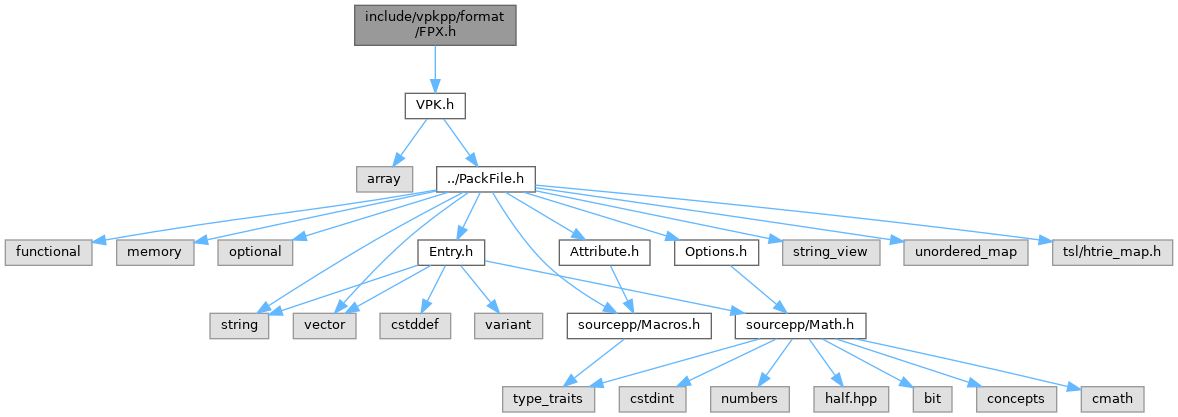 include/vpkpp/format
/FPX.h
VPK.h
array
../PackFile.h
functional
memory
optional
Entry.h
Attribute.h
Options.h
string_view
unordered_map
tsl/htrie_map.h
string
vector
cstddef
variant
sourcepp/Macros.h
sourcepp/Math.h
type_traits
cstdint
numbers
half.hpp
bit
concepts
cmath